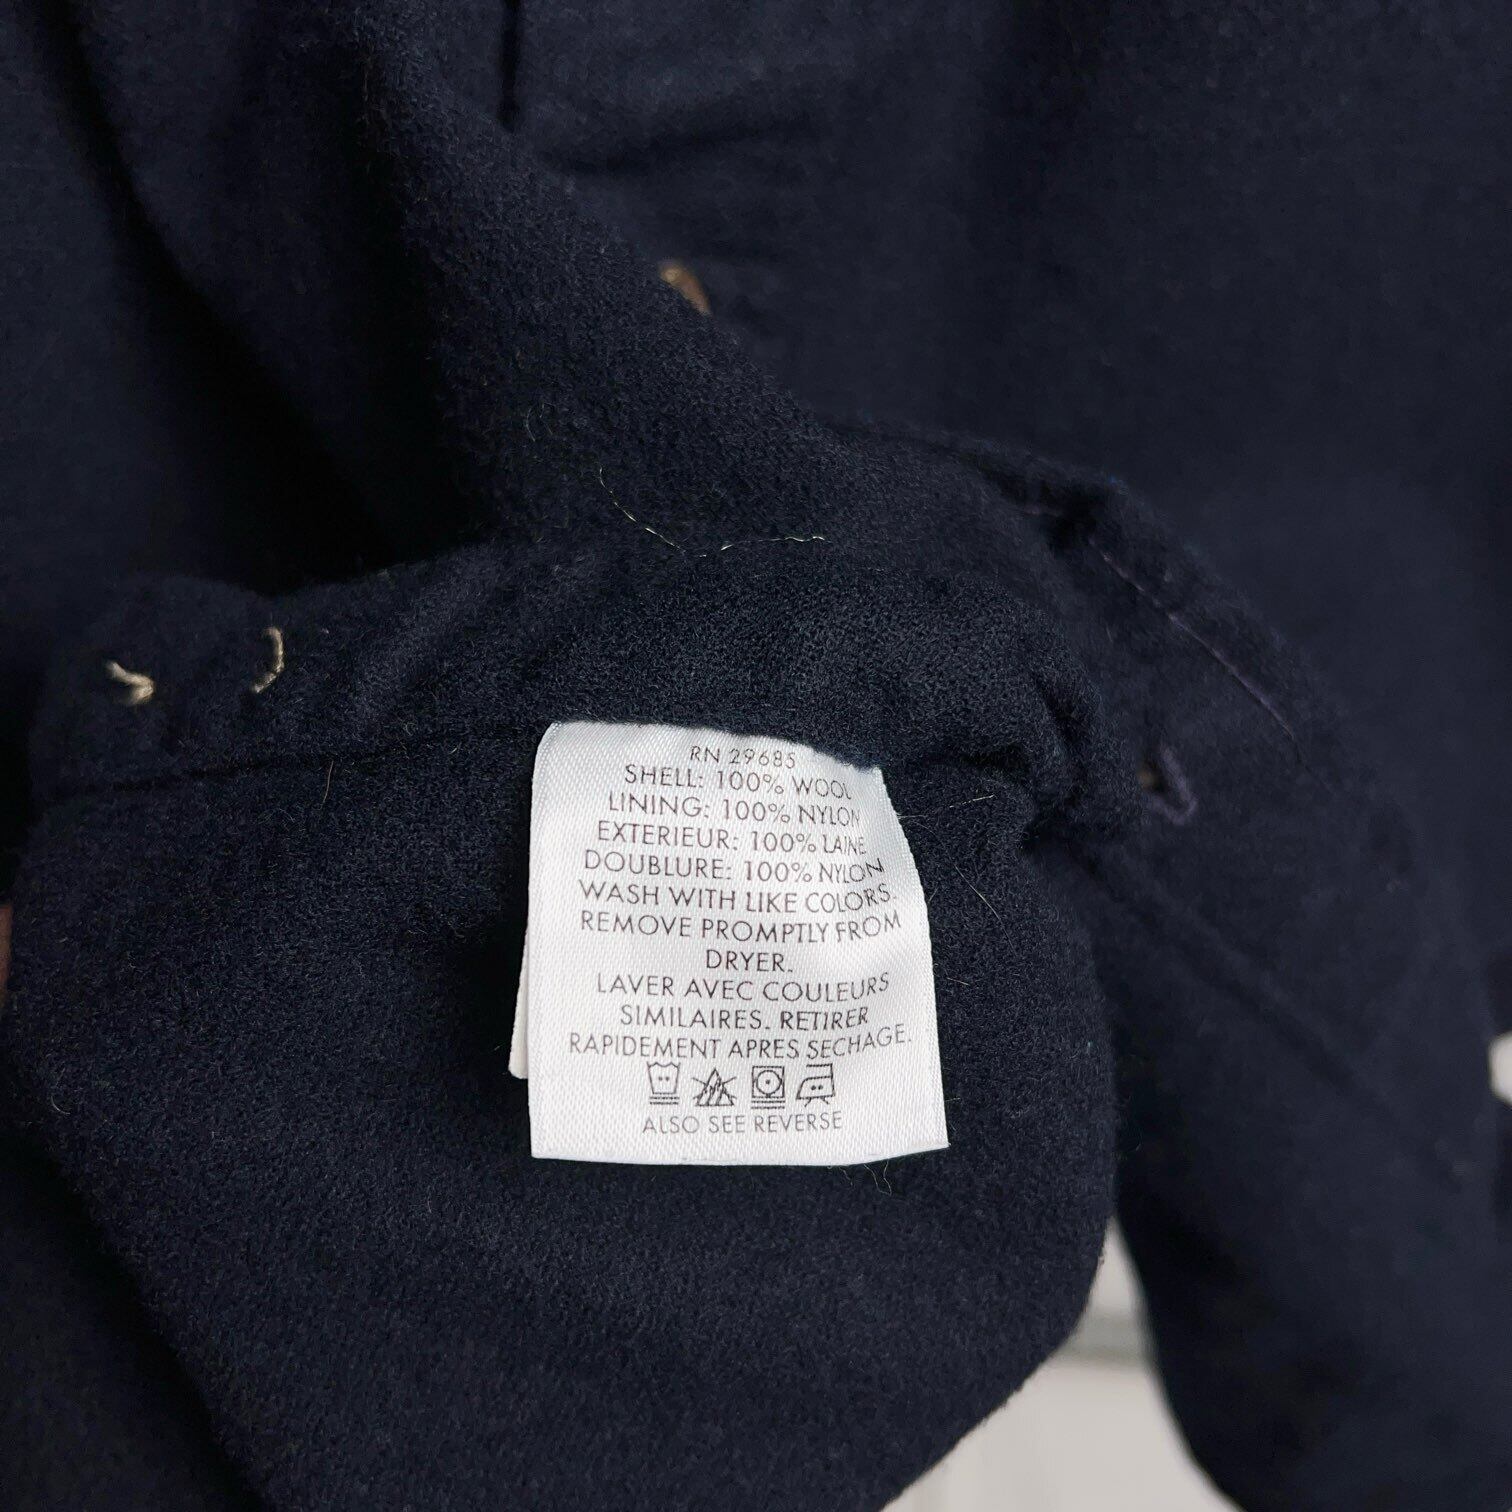 RN 29685
SHELL: 100% WOOL
LINING: 100% NYLON
EXTERIEUR: 100% LAINE
DOUBLURE: 100% NYLON
WASH WITH LIKE COLORS.
REMOVE PROMPTLY FROM
DRYER.
LAVER AVEC COULEURS
SIMILAIRES. RETIRER
RAPIDEMENT APRES SECHAGE.
ALSO SEE REVERSE